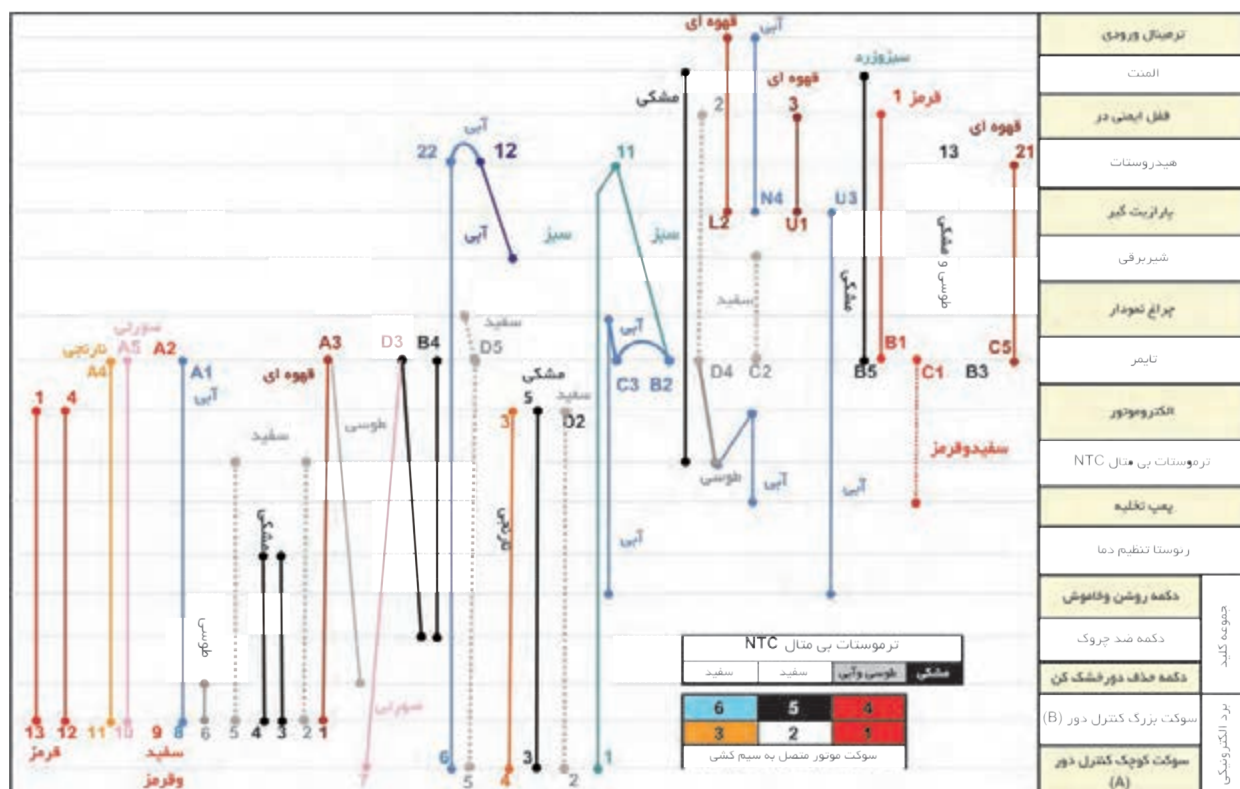 قهوه ای
آبی
سبزوزرد
مشکی
2
قهوه ای
3
1 قرمز
قهوه ای
21
13
آبی
22
12
11
آبی
سبز
سبز
L2
N4
U1
U3
مشکی
طوسی و مشکی
سفید
سفید
آبی
صورتی
نارنجی
A5
A4
A2
A1
آبی
A3
قهوه ای
D3
B4
D5
C3
B2
D4
C2
B5
B1
C1
B3
C5
1
4
سفید
طوسی
مشکی
5
3
سفید
D2
سفیدوقرمز
طوسی
آبی
آبی
آبی
نارنجی
مشکی
طوسی
صورتی
13
12
11
10
9
8
6
5
4
3
2
1
قرمز
سفید
وقرمز
7
6
5
4
3
2
1
ترمینال ورودی
المنت
قفل ایمنی در
هیدروستات
پارازیت گیر
شیربرقی
چراغ نمودار
تایمر
الکتروموتور
ترموستات بی متال NTC
پمپ تخلیه
رئوستا تنظیم دما
دکمه روشن وخاموش
دکمه ضد چروک
دکمه حذف دورخشک کن
مجموعه کلید
سوکت بزرگ کنترل دور (B)
سوکت کوچک کنترل دور
(A)
برد الکترونیکی
ترموستات بی متال NTC
سفید
سفید
طوسی وآبی
مشکی
6
5
4
3
2
1
سوکت موتور متصل به سیم کشی